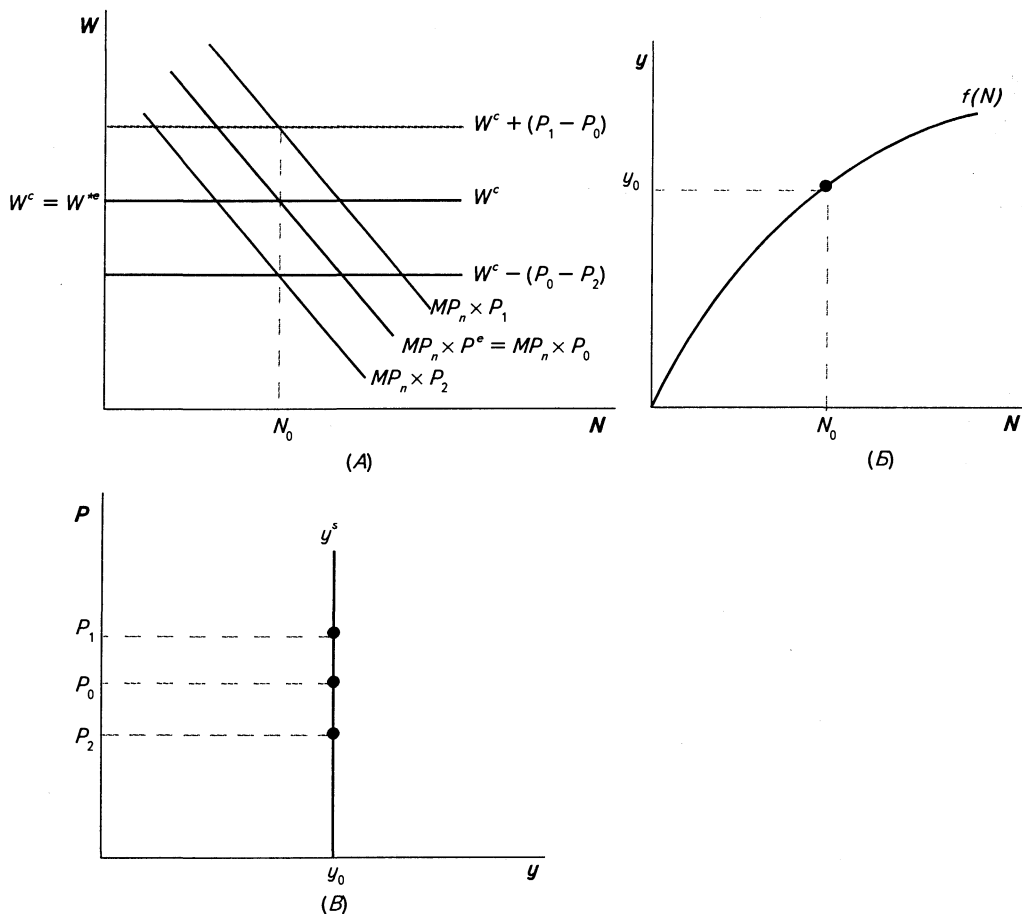 W
W^c + (P_1 − P_0)
W^c = W^{*e}
W^c
W^c − (P_0 − P_2)
MP_n × P_1
MP_n × P^e = MP_n × P_0
MP_n × P_2
N_0
N
(А)
y
f(N)
y_0
N_0
N
(Б)
P
y^s
P_1
P_0
P_2
y_0
y
(В)